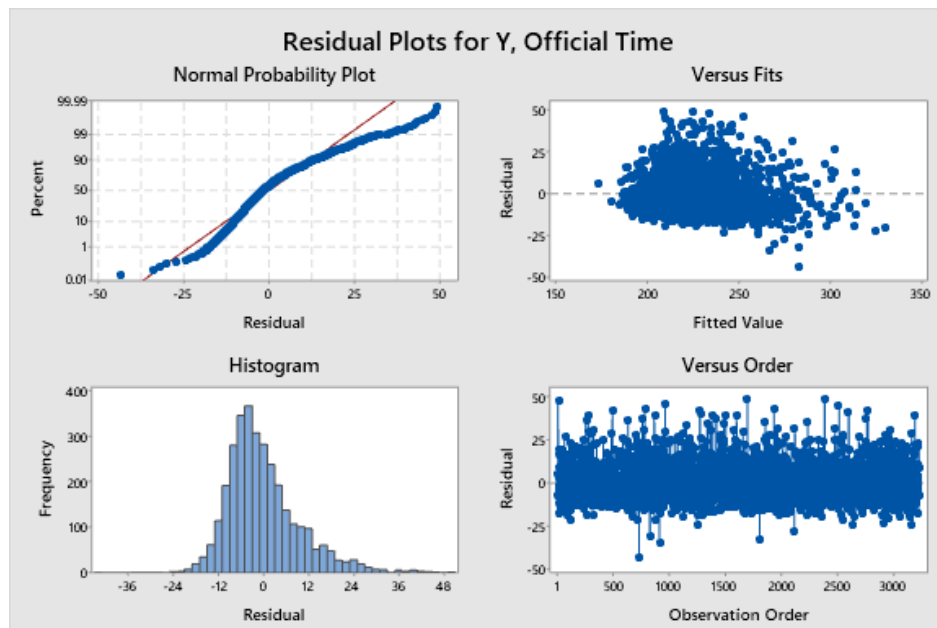 Residual Plots for Y, Official Time
Normal Probability Plot
99.99
99
90
50
10
1
0.01
Percent
-50 -25 0 25 50
Residual
Versus Fits
50
25
0
-25
-50
Residual
150 200 250 300 350
Fitted Value
Histogram
400
300
200
100
0
Frequency
-36 -24 -12 0 12 24 36 48
Residual
Versus Order
50
25
0
-25
-50
Residual
1 500 1000 1500 2000 2500 3000
Observation Order